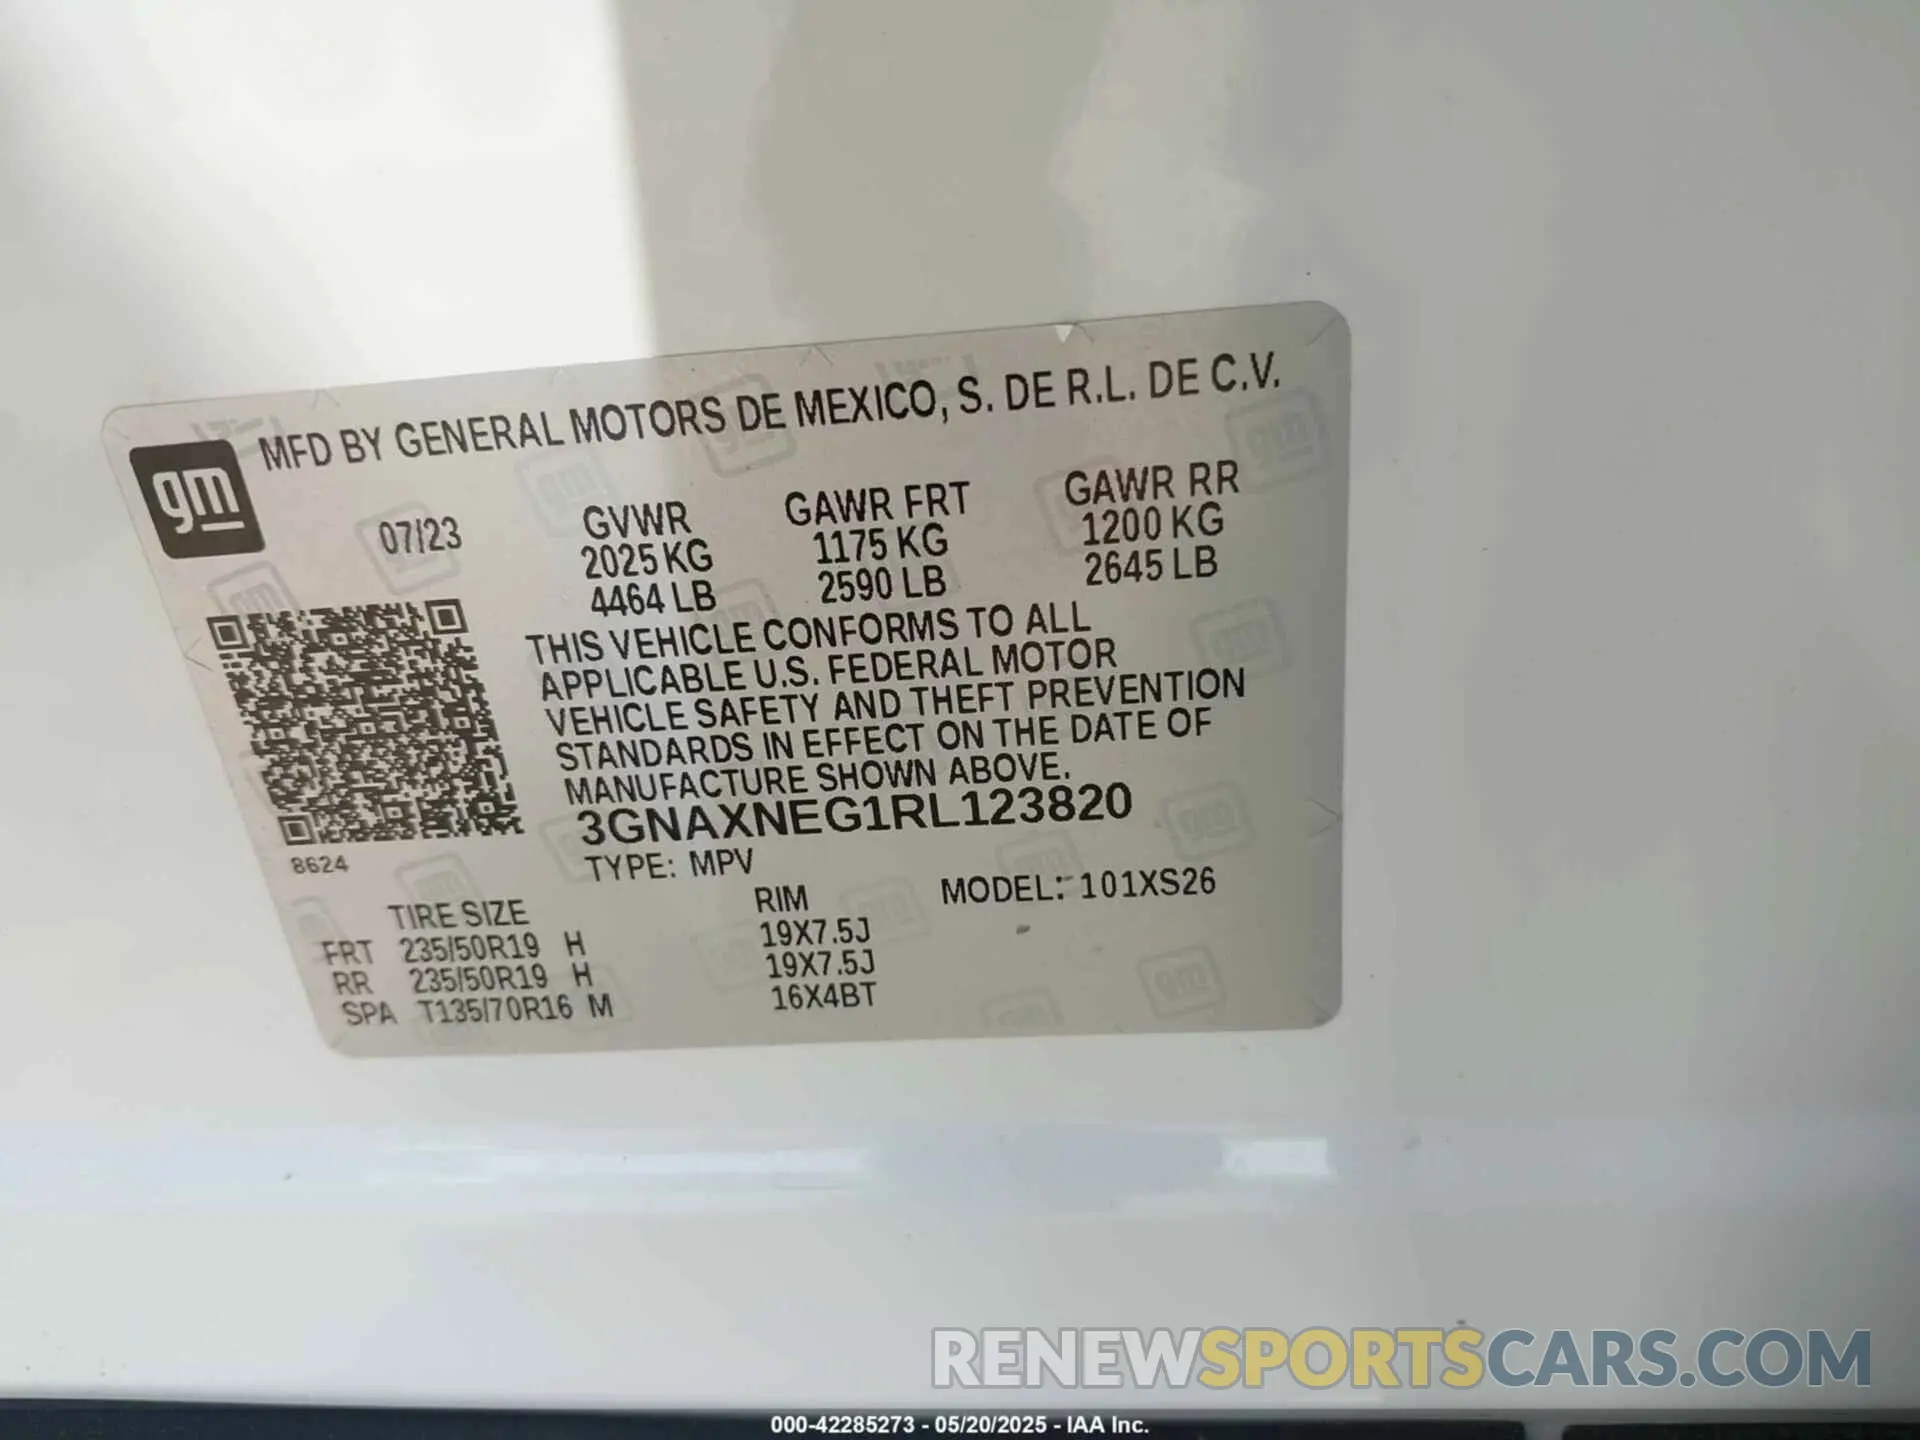 MFD BY GENERAL MOTORS DE MEXICO, S. DE R.L. DE C.V.
gm
07/23
GVWR GAWR FRT GAWR RR
2025 KG 1175 KG 1200 KG
4464 LB 2590 LB 2645 LB
THIS VEHICLE CONFORMS TO ALL
APPLICABLE U.S. FEDERAL MOTOR
VEHICLE SAFETY AND THEFT PREVENTION
STANDARDS IN EFFECT ON THE DATE OF
MANUFACTURE SHOWN ABOVE.
3GNAXNEG1RL123820
8624
TYPE: MPV
TIRE SIZE RIM MODEL: 101XS26
FRT 235/50R19 H 19X7.5J
RR 235/50R19 H 19X7.5J
SPA T135/70R16 M 16X4BT
RENEWSPORTSCARS.COM
000-42285273 - 05/20/2025 - IAA Inc.